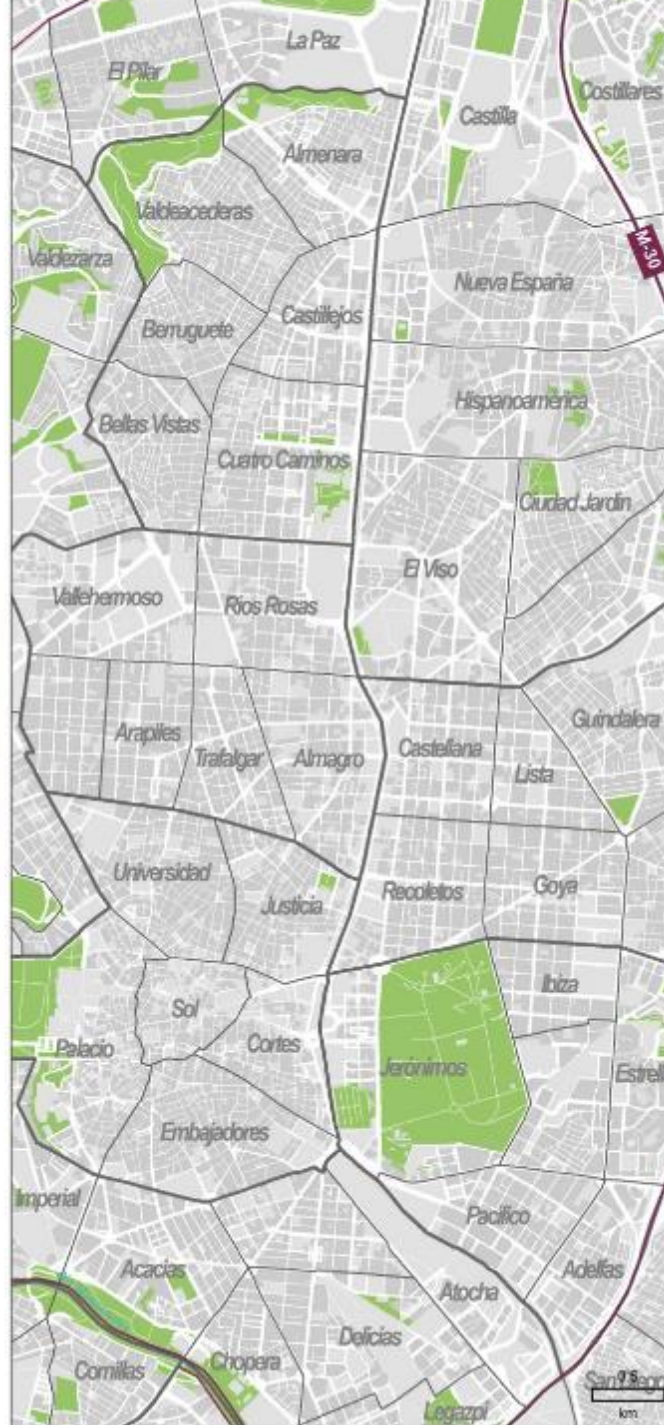 La Paz
El Pilar
Costillares
Castilla
Almenara
Valdeacederas
M-30
Valdezarza
Nueva España
Castillejos
Berruguete
Hispanoamérica
Bellas Vistas
Cuatro Caminos
Ciudad Jardín
El Viso
Vallehermoso
Ríos Rosas
Guindalera
Arapiles
Castellana
Trafalgar
Almagro
Lista
Universidad
Goya
Recoletos
Justicia
Ibiza
Sol
Cortes
Palacio
Jerónimos
Estrell
Embajadores
Imperial
Pacífico
Acacias
Adelfas
Atocha
Delicias
Chopera
Comillas
Legazpi
km